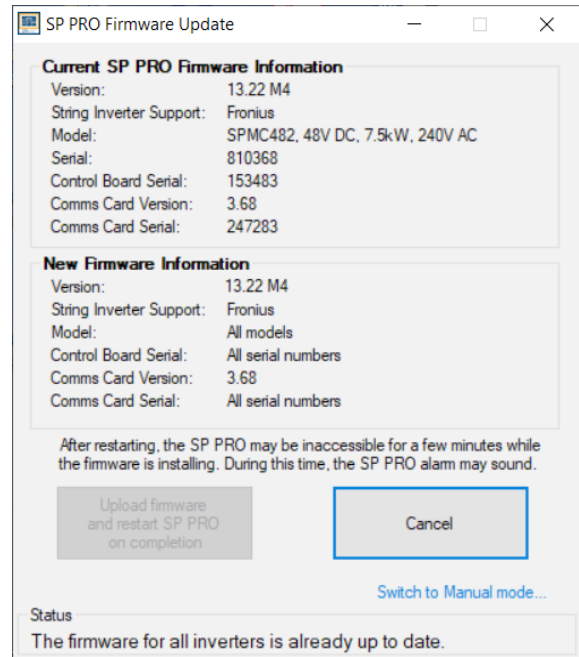 SP PRO Firmware Update
Current SP PRO Firmware Information
Version: 13.22 M4
String Inverter Support: Fronius
Model: SPMC482, 48V DC, 7.5kW, 240V AC
Serial: 810368
Control Board Serial: 153483
Comms Card Version: 3.68
Comms Card Serial: 247283
New Firmware Information
Version: 13.22 M4
String Inverter Support: Fronius
Model: All models
Control Board Serial: All serial numbers
Comms Card Version: 3.68
Comms Card Serial: All serial numbers
After restarting, the SP PRO may be inaccessible for a few minutes while
the firmware is installing. During this time, the SP PRO alarm may sound.
Upload firmware
and restart SP PRO
on completion
Cancel
Switch to Manual mode...
Status
The firmware for all inverters is already up to date.